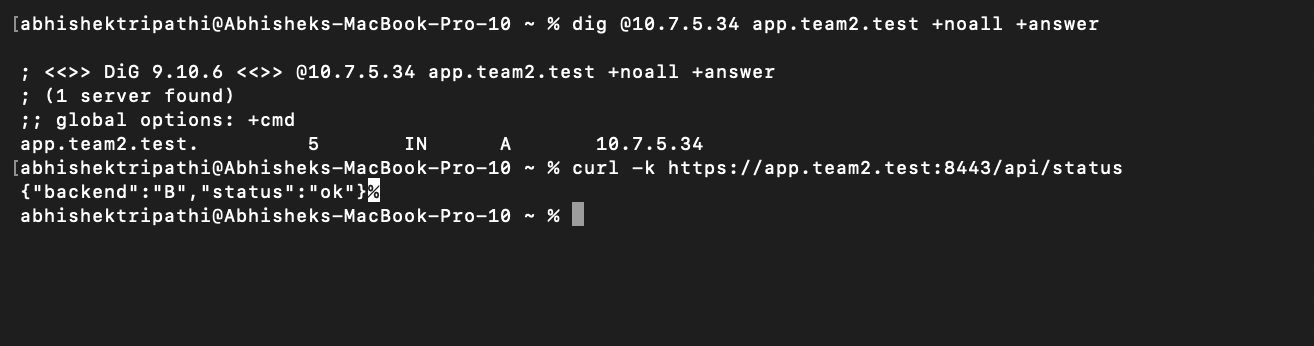 [abhishektripathi@Abhisheks-MacBook-Pro-10 ~ % dig @10.7.5.34 app.team2.test +noall +answer
; <<>> DiG 9.10.6 <<>> @10.7.5.34 app.team2.test +noall +answer
; (1 server found)
;; global options: +cmd
app.team2.test. 5 IN A 10.7.5.34
[abhishektripathi@Abhisheks-MacBook-Pro-10 ~ % curl -k https://app.team2.test:8443/api/status
{"backend":"B","status":"ok"}%
abhishektripathi@Abhisheks-MacBook-Pro-10 ~ %